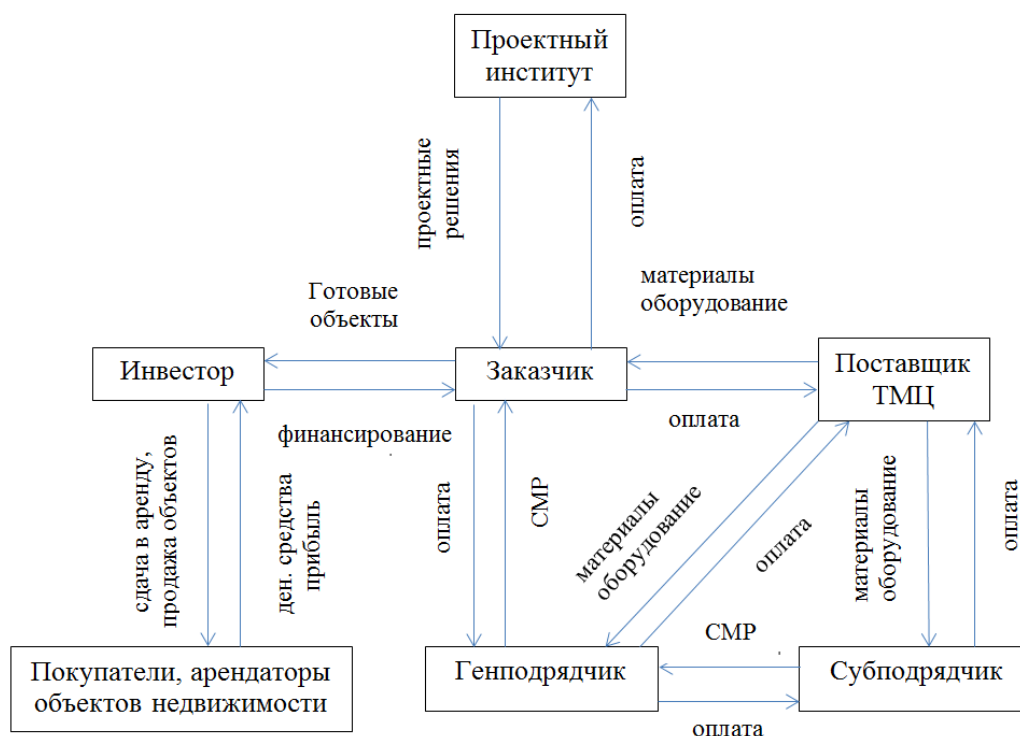 Проектный
институт
проектные
решения
оплата
Готовые
объекты
материалы
оборудование
Инвестор
Заказчик
Поставщик
ТМЦ
финансирование
оплата
сдача в аренду,
продажа объектов
ден. средства
прибыль
оплата
СМР
материалы
оборудование
оплата
материалы
оборудование
оплата
СМР
Покупатели, арендаторы
объектов недвижимости
Генподрядчик
Субподрядчик
оплата